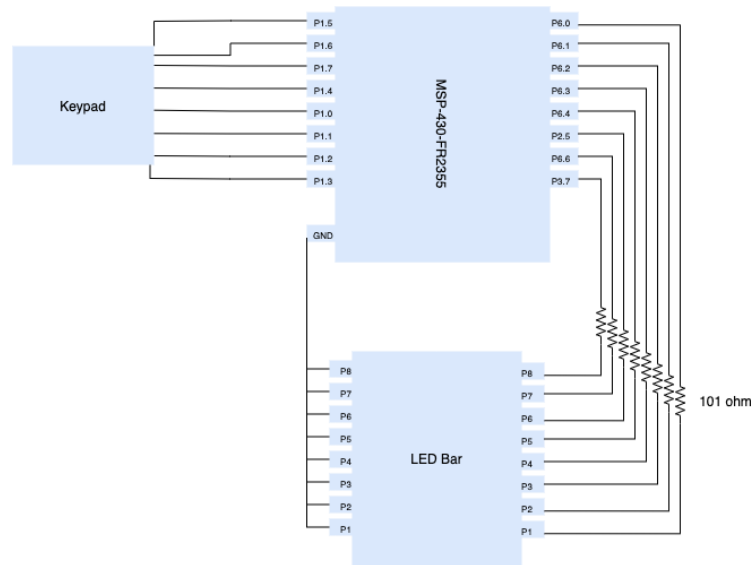 Keypad
P1.5
P1.6
P1.7
P1.4
P1.0
P1.1
P1.2
P1.3
GND
MSP-430-FR2355
P6.0
P6.1
P6.2
P6.3
P6.4
P2.5
P6.6
P3.7
P8
P7
P6
P5
P4
P3
P2
P1
LED Bar
P8
P7
P6
P5
P4
P3
P2
P1
101 ohm